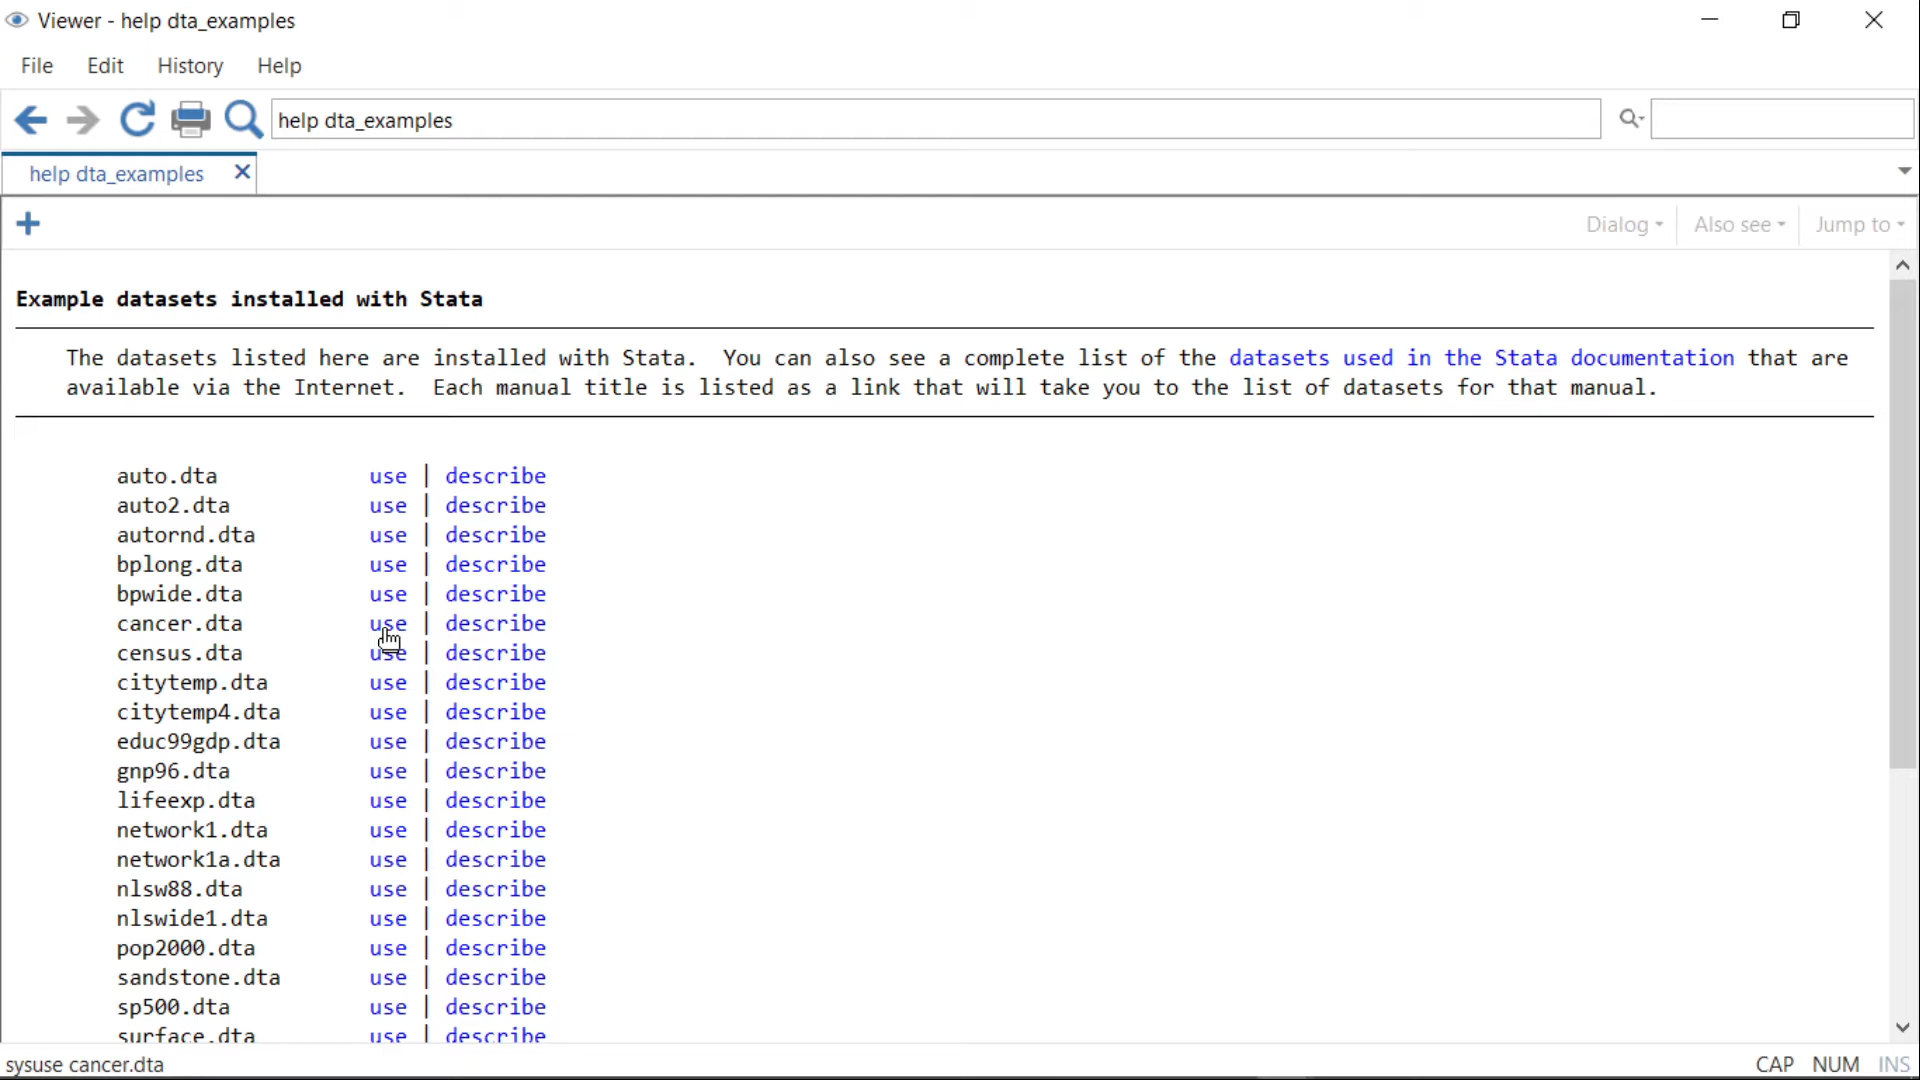 Viewer - help dta_examples
File Edit History Help
help dta_examples
help dta_examples
Dialog Also see Jump to
Example datasets installed with Stata
The datasets listed here are installed with Stata. You can also see a complete list of the datasets used in the Stata documentation that are
available via the Internet. Each manual title is listed as a link that will take you to the list of datasets for that manual.
auto.dta use | describe
auto2.dta use | describe
autornd.dta use | describe
bplong.dta use | describe
bpwide.dta use | describe
cancer.dta use | describe
census.dta use | describe
citytemp.dta use | describe
citytemp4.dta use | describe
educ99gdp.dta use | describe
gnp96.dta use | describe
lifeexp.dta use | describe
network1.dta use | describe
network1a.dta use | describe
nlsw88.dta use | describe
nlswide1.dta use | describe
pop2000.dta use | describe
sandstone.dta use | describe
sp500.dta use | describe
surface.dta use | describe
sysuse cancer.dta CAP NUM INS